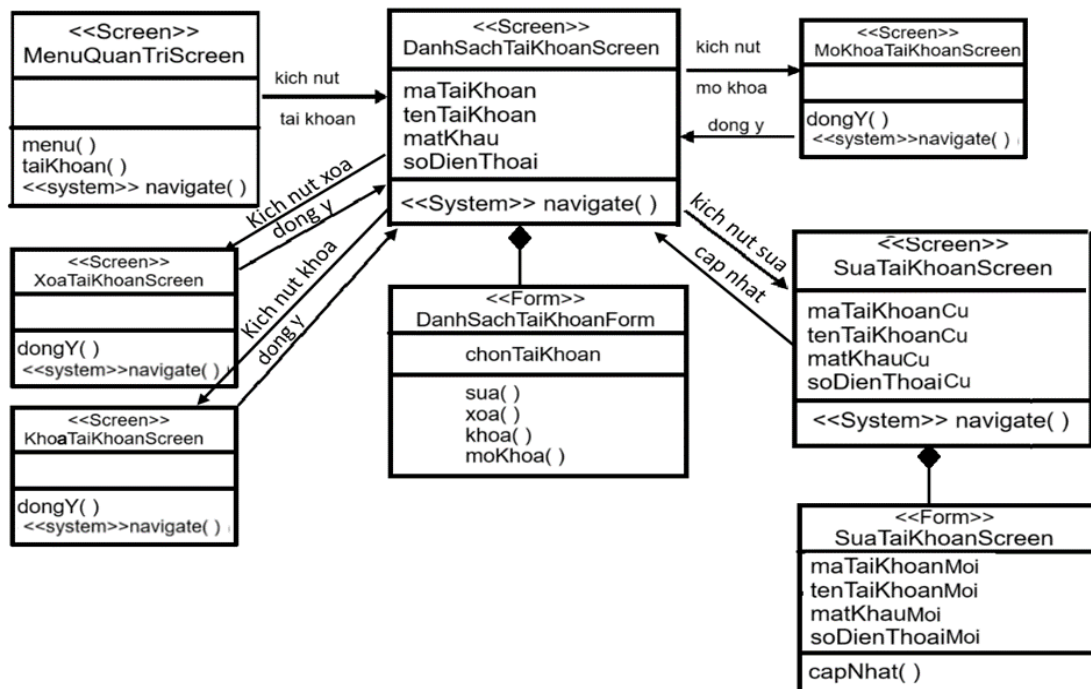 <<Screen>>
MenuQuanTriScreen
menu( )
taiKhoan( )
<<system>> navigate( )
kich nut
tai khoan
<<Screen>>
DanhSachTaiKhoanScreen
maTaiKhoan
tenTaiKhoan
matKhau
soDienThoai
<<System>> navigate( )
kich nut
mo khoa
dong y
<<Screen>>
MoKhoaTaiKhoanScreen
dongY( )
<<system>>navigate( )
Kich nut xoa
dong y
<<Screen>>
XoaTaiKhoanScreen
dongY( )
<<system>>navigate( )
Kich nut khoa
dong y
<<Screen>>
KhoaTaiKhoanScreen
dongY( )
<<system>>navigate( )
<<Form>>
DanhSachTaiKhoanForm
chonTaiKhoan
sua( )
xoa( )
khoa( )
moKhoa( )
kich nut sua
cap nhat
<<Screen>>
SuaTaiKhoanScreen
maTaiKhoanCu
tenTaiKhoanCu
matKhauCu
soDienThoaiCu
<<System>> navigate( )
<<Form>>
SuaTaiKhoanScreen
maTaiKhoanMoi
tenTaiKhoanMoi
matKhauMoi
soDienThoaiMoi
capNhat( )